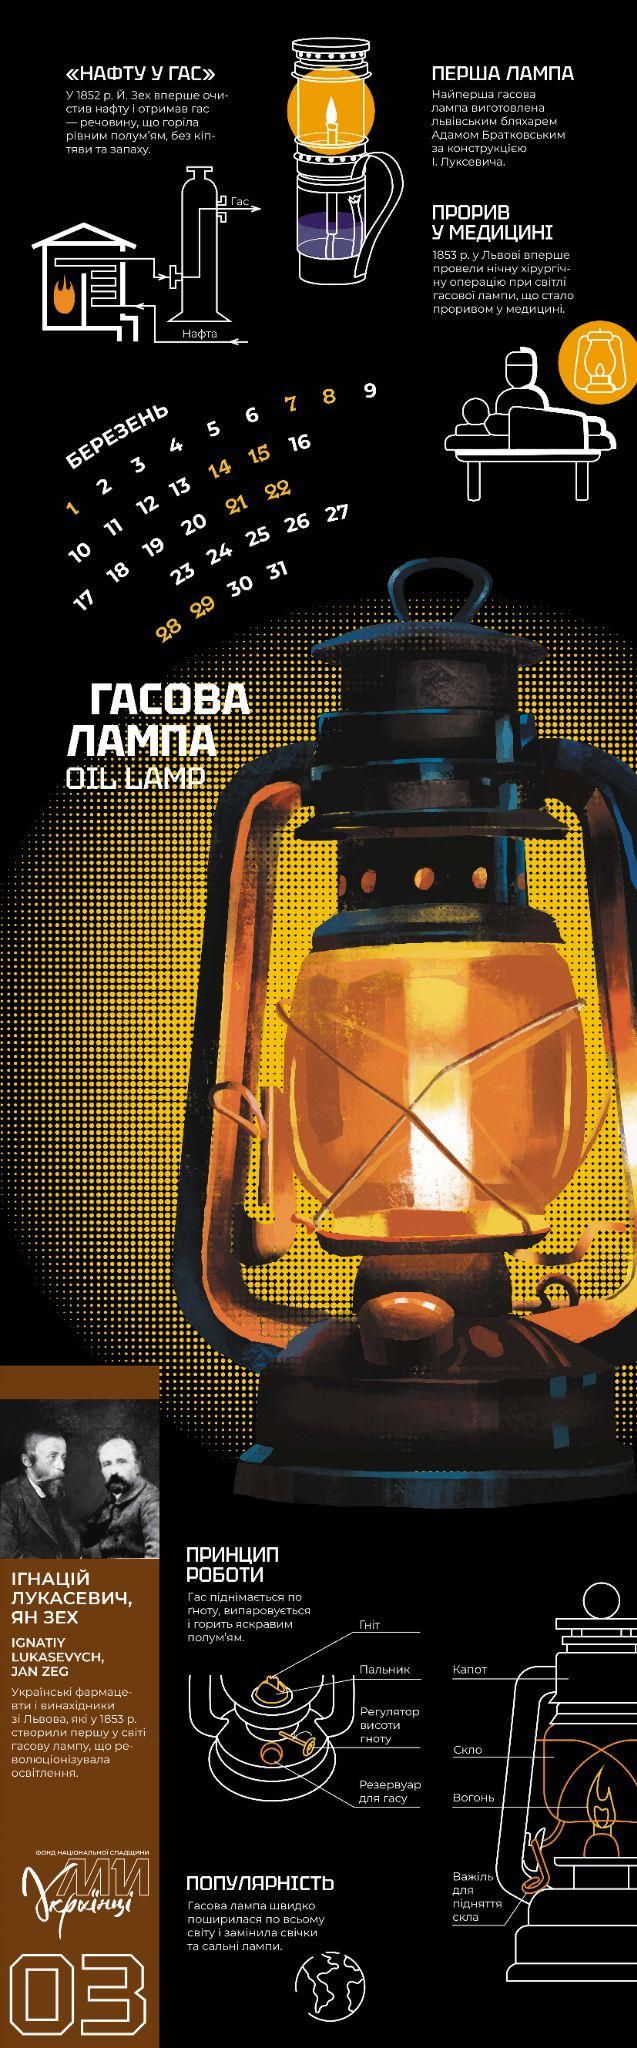 «НАФТУ У ГАС»
У 1852 р. Й. Зех вперше очи-
стив нафту і отримав гас
— речовину, що горіла
рівним полум'ям, без кіп-
тяви та запаху.
Гас
Нафта
ПЕРША ЛАМПА
Найперша гасова
лампа виготовлена
львівським бляхарем
Адамом Братковським
за конструкцією
І. Луксевича.
ПРОРИВ
У МЕДИЦИНІ
1853 р. у Львові вперше
провели нічну хірургіч-
ну операцію при світлі
гасової лампи, що стало
проривом у медицині.
БЕРЕЗЕНЬ
1 2 3 4 5 6 7 8 9
10 11 12 13 14 15 16
17 18 19 20 21 22
23 24 25 26 27
28 29 30 31
ГАСОВА
ЛАМПА
OIL LAMP
ІГНАЦІЙ
ЛУКАСЕВИЧ,
ЯН ЗЕХ
IGNATIY
LUKASEVYCH,
JAN ZEG
Українські фармаце-
вти і винахідники
зі Львова, які у 1853 р.
створили першу у світі
гасову лампу, що ре-
волюціонізувала
освітлення.
ФОНД НАЦІОНАЛЬНОЇ СПАДЩИНИ
МИ
Українці
03
ПРИНЦИП
РОБОТИ
Гас піднімається по
ґноту, випаровується
і горить яскравим
полум'ям.
Гніт
Пальник
Регулятор
висоти
гноту
Резервуар
для гасу
Капот
Скло
Вогонь
Важіль
для
підняття
скла
ПОПУЛЯРНІСТЬ
Гасова лампа швидко
поширилася по всьому
світу і замінила свічки
та сальні лампи.